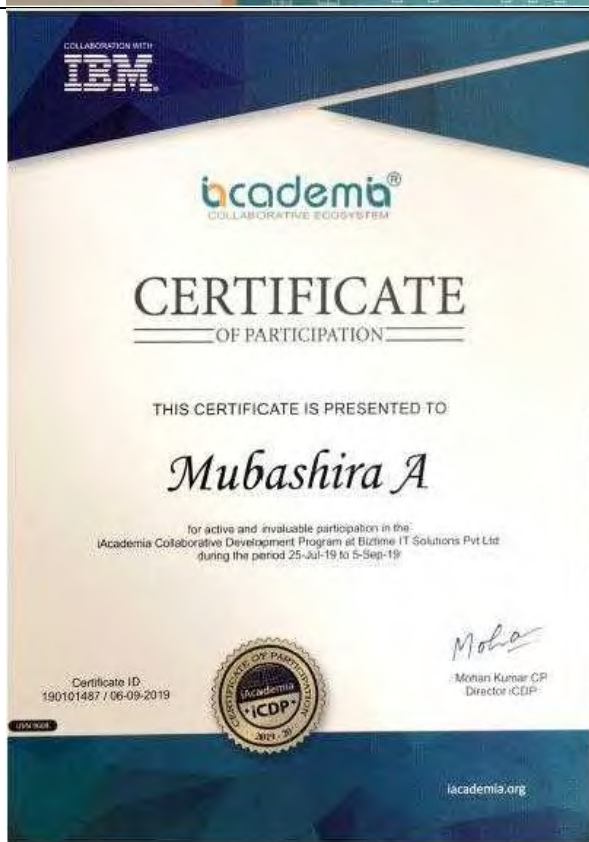 COLLABORATION WITH
IBM®
iacademia®
COLLABORATIVE ECOSYSTEM
CERTIFICATE
OF PARTICIPATION
THIS CERTIFICATE IS PRESENTED TO
Mubashira A
for active and invaluable participation in the
iAcademia Collaborative Development Program at Biztime IT Solutions Pvt Ltd
during the period 25-Jul-19 to 5-Sep-19
Moha
Mohan Kumar CP
Director iCDP
Certificate ID
190101487 / 06-09-2019
CERTIFICATE OF PARTICIPATION
iAcademia
•iCDP•
2019 - 20
iacademia.org